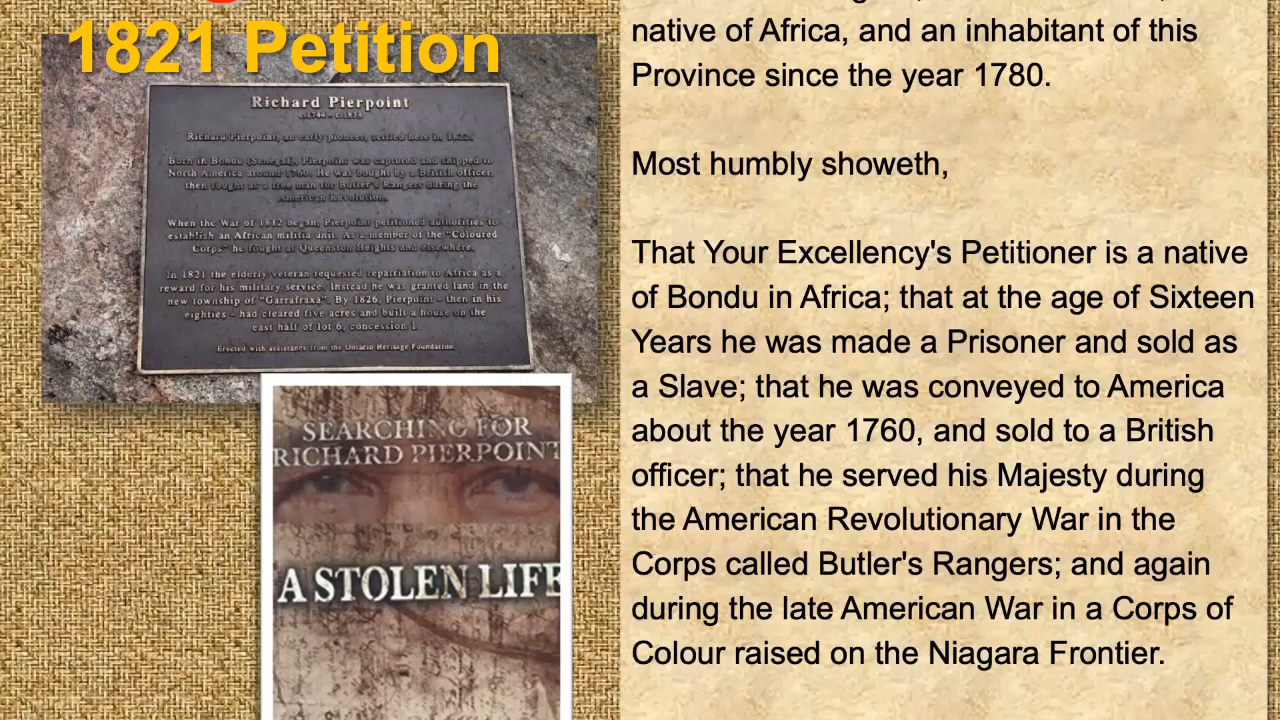 1821 Petition
Richard Pierpoint
c.1744 - c.1838
Richard Pierpoint, an early pioneer, settled here in 1822.
Born in Bondu (Senegal), Pierpoint was captured and shipped to
North America around 1760. He was bought by a British officer,
then fought as a free man for Butler's Rangers during the
American Revolution.
When the War of 1812 began, Pierpoint petitioned authorities to
establish an African militia unit. As a member of the "Coloured
Corps" he fought at Queenston Heights and elsewhere.
In 1821 the elderly veteran requested repatriation to Africa as a
reward for his military service. Instead he was granted land in the
new township of "Garrafraxa". By 1826, Pierpoint - then in his
eighties - had cleared five acres and built a house on the
east half of lot 6, concession 1.
Erected with assistance from the Ontario Heritage Foundation.
SEARCHING FOR
RICHARD PIERPOINT
A STOLEN LIFE
native of Africa, and an inhabitant of this
Province since the year 1780.
Most humbly showeth,
That Your Excellency's Petitioner is a native
of Bondu in Africa; that at the age of Sixteen
Years he was made a Prisoner and sold as
a Slave; that he was conveyed to America
about the year 1760, and sold to a British
officer; that he served his Majesty during
the American Revolutionary War in the
Corps called Butler's Rangers; and again
during the late American War in a Corps of
Colour raised on the Niagara Frontier.